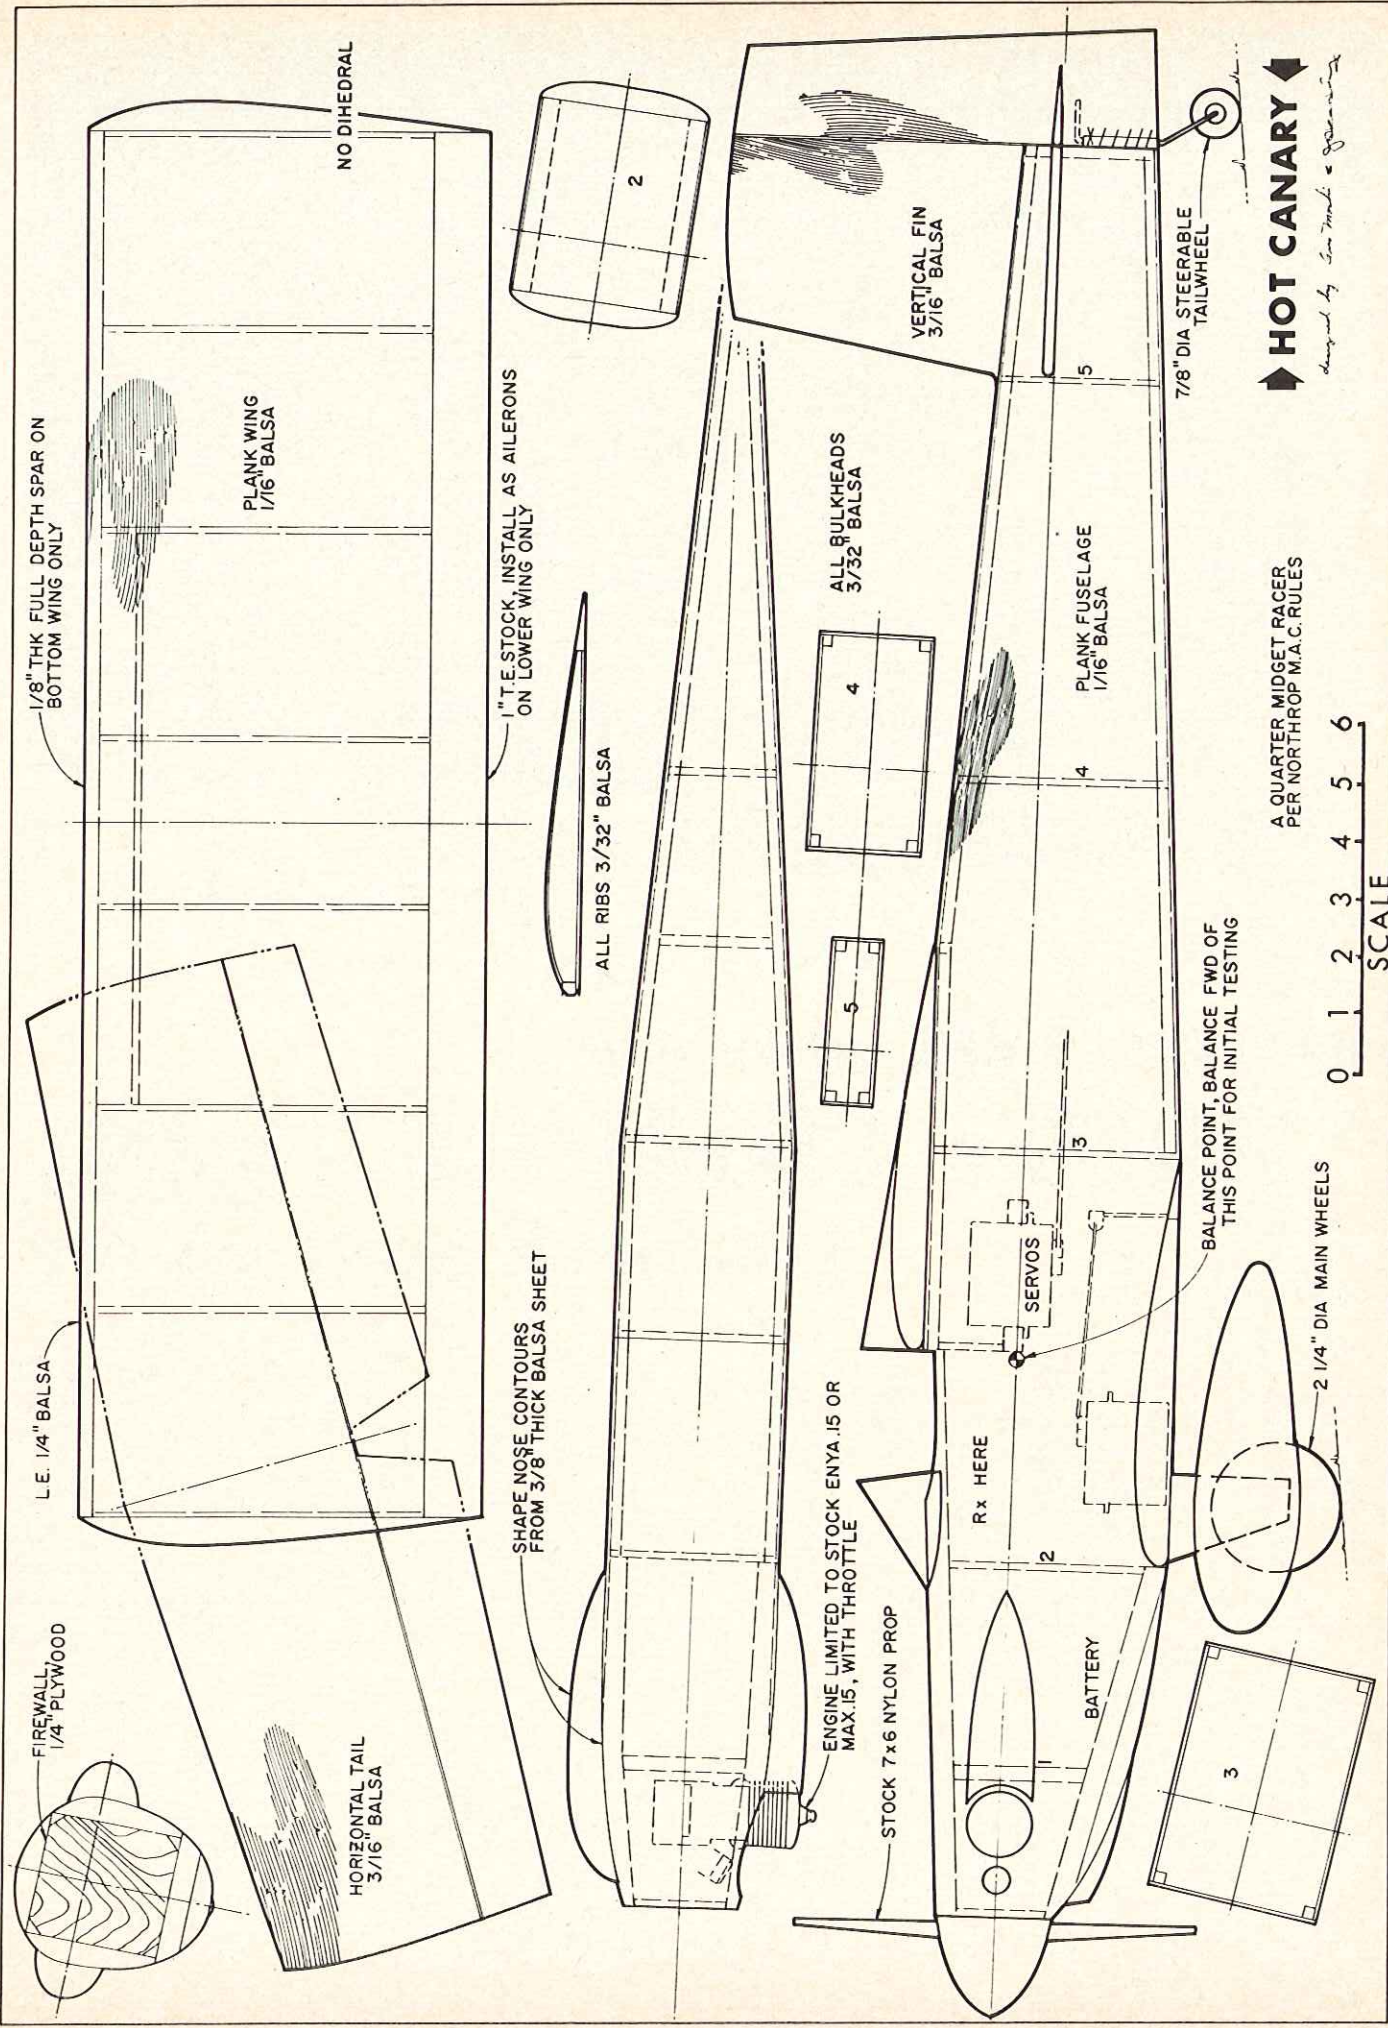 FIREWALL,
1/4" PLYWOOD
L.E. 1/4" BALSA
1/8" THK FULL DEPTH SPAR ON
BOTTOM WING ONLY
NO DIHEDRAL
PLANK WING
1/16" BALSA
HORIZONTAL TAIL
3/16" BALSA
1" T.E. STOCK, INSTALL AS AILERONS
ON LOWER WING ONLY
SHAPE NOSE CONTOURS
FROM 3/8" THICK BALSA SHEET
ALL RIBS 3/32" BALSA
2
ENGINE LIMITED TO STOCK ENYA .15 OR
MAX .15, WITH THROTTLE
5
4
ALL BULKHEADS
3/32" BALSA
VERTICAL FIN
3/16" BALSA
STOCK 7x6 NYLON PROP
Rx HERE
SERVOS
PLANK FUSELAGE
1/16" BALSA
BATTERY
1
2
3
4
5
7/8" DIA STEERABLE
TAILWHEEL
3
2 1/4" DIA MAIN WHEELS
BALANCE POINT, BALANCE FWD OF
THIS POINT FOR INITIAL TESTING
A QUARTER MIDGET RACER
PER NORTHROP M.A.C. RULES
HOT CANARY
designed by
0 1 2 3 4 5 6
SCALE